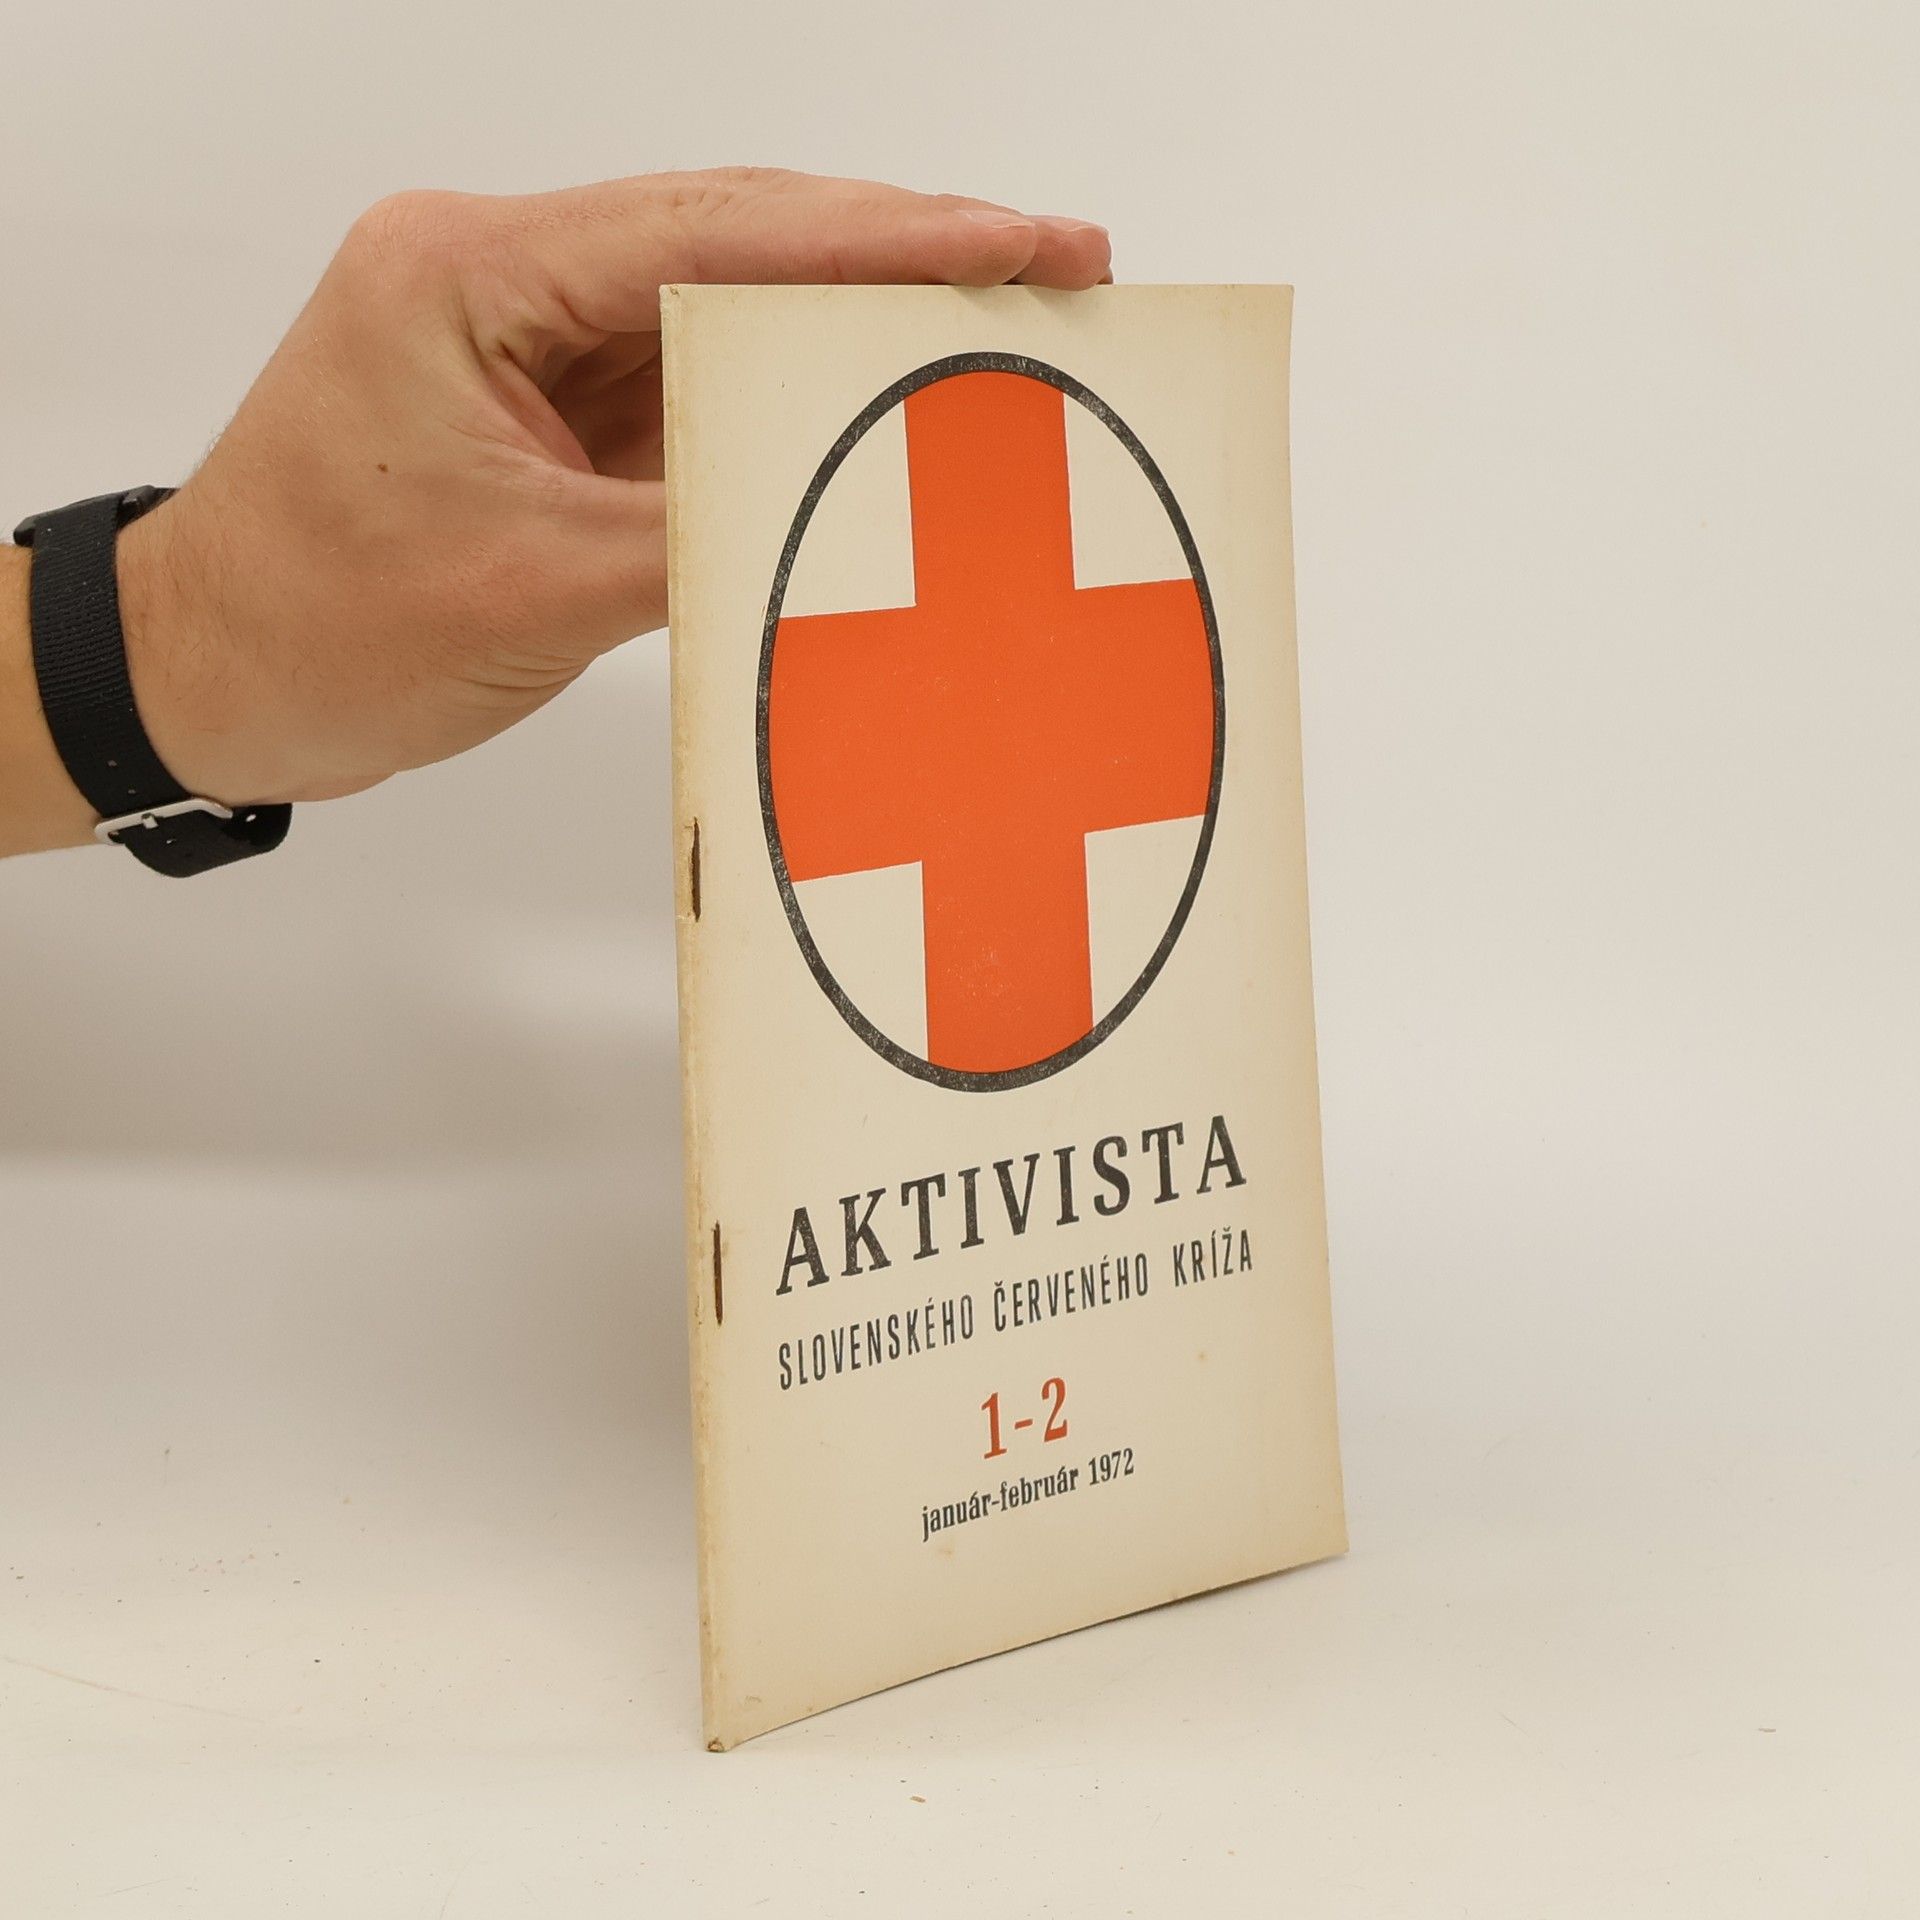 AKTIVISTA
SLOVENSKÉHO ČERVENÉHO KRÍŽA
1-2
január-február 1972